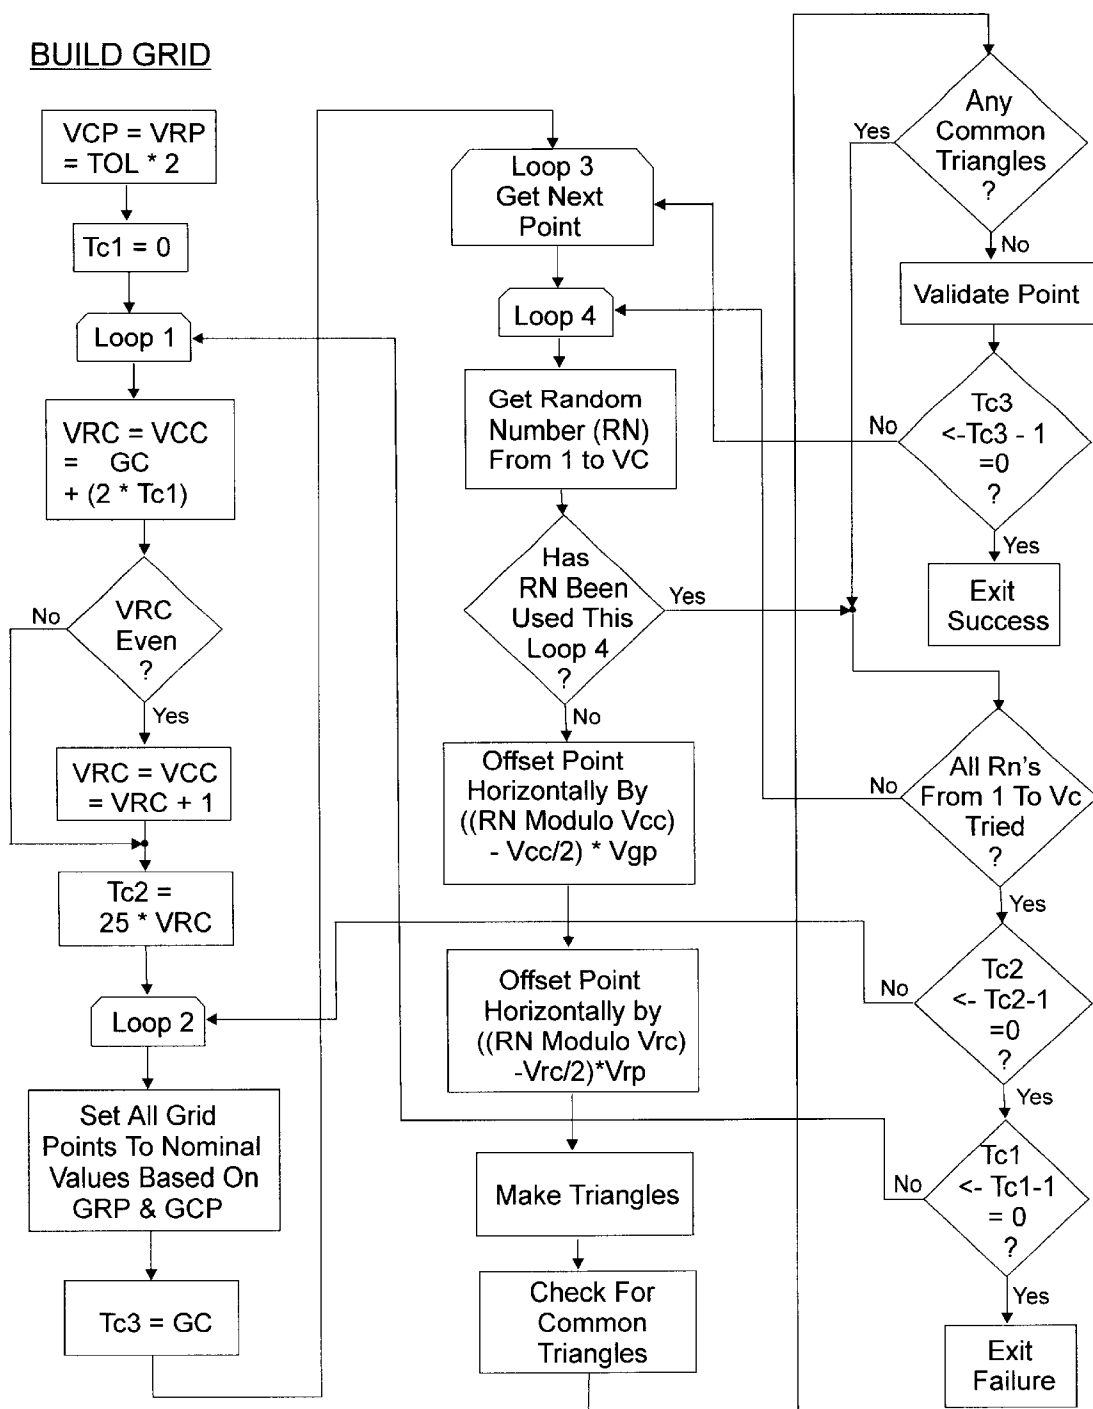 BUILD GRID
VCP = VRP
= TOL * 2
Tc1 = 0
Loop 1
VRC = VCC
= GC
+ (2 * Tc1)
No
VRC
Even
?
Yes
VRC = VCC
= VRC + 1
Tc2 =
25 * VRC
Loop 2
Set All Grid
Points To Nominal
Values Based On
GRP & GCP
Tc3 = GC
Loop 3
Get Next
Point
Loop 4
Get Random
Number (RN)
From 1 to VC
Has
RN Been
Used This
Loop 4
?
Yes
No
Offset Point
Horizontally By
((RN Modulo Vcc)
- Vcc/2) * Vgp
Offset Point
Horizontally by
((RN Modulo Vrc)
-Vrc/2)*Vrp
Make Triangles
Check For
Common
Triangles
Any
Common
Triangles
?
Yes
No
Validate Point
Tc3
<-Tc3 - 1
=0
?
No
Yes
Exit
Success
All Rn's
From 1 To Vc
Tried
?
No
Yes
Tc2
<- Tc2-1
=0
?
No
Yes
Tc1
<- Tc1-1
= 0
?
No
Yes
Exit
Failure